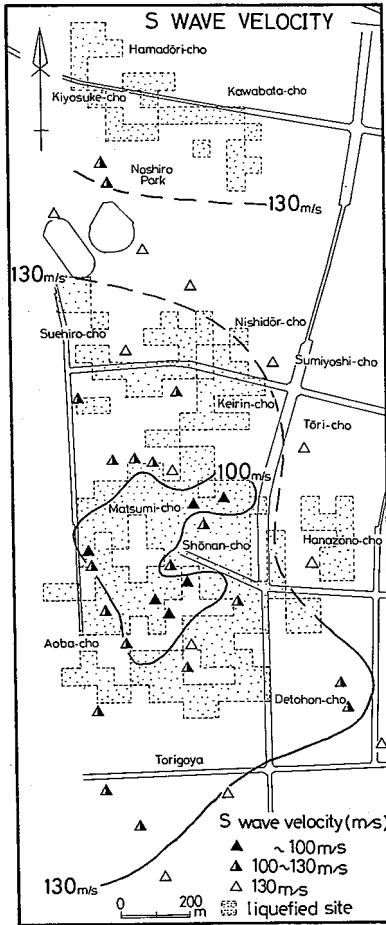 S WAVE VELOCITY
Hamadōri-cho
Kiyosuke-cho
Kawabata-cho
Noshiro
Park
130m/s
130m/s
Nishidōr-cho
Suehiro-cho
Sumiyoshi-cho
Keirin-cho
Tōri-cho
100m/s
Matsumi-cho
Shōnan-cho
Hanazono-cho
Aoba-cho
Detohon-cho
Torigoya
S wave velocity (m/s)
~100m/s
100~130m/s
130m/s
130m/s
0 200
m
liquefied site